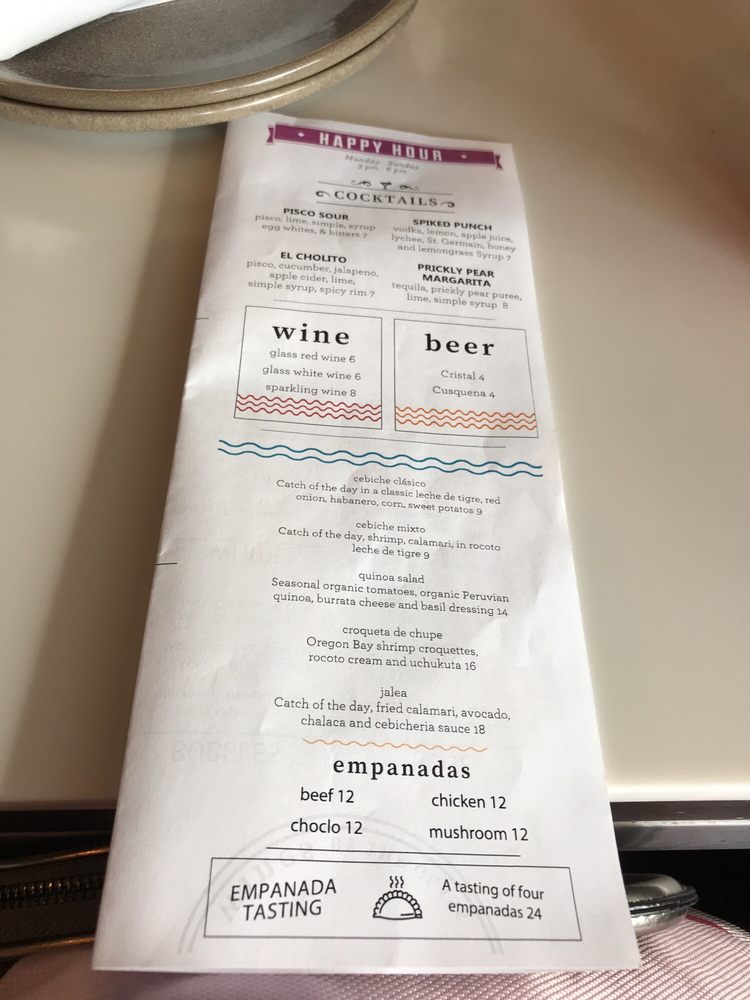 HAPPY HOUR
Monday - Sunday
3 pm - 6 pm
COCKTAILS
PISCO SOUR
pisco, lime, simple, syrup
egg whites, & bitters 7
EL CHOLITO
pisco, cucumber, jalapeno,
apple cider, lime,
simple syrup, spicy rim 7
SPIKED PUNCH
vodka, lemon, apple juice,
lychee, St. Germain, honey
and lemongrass Syrup 7
PRICKLY PEAR
MARGARITA
tequila, prickly pear puree,
lime, simple syrup 8
wine
glass red wine 6
glass white wine 6
sparkling wine 8
beer
Cristal 4
Cusquena 4
cebiche clásico
Catch of the day in a classic leche de tigre, red
onion, habanero, corn, sweet potatos 9
cebiche mixto
Catch of the day, shrimp, calamari, in rocoto
leche de tigre 9
quinoa salad
Seasonal organic tomatoes, organic Peruvian
quinoa, burrata cheese and basil dressing 14
croqueta de chupe
Oregon Bay shrimp croquettes,
rocoto cream and uchukuta 16
jalea
Catch of the day, fried calamari, avocado,
chalaca and cebicheria sauce 18
empanadas
beef 12
chicken 12
choclo 12
mushroom 12
EMPANADA
TASTING
A tasting of four
empanadas 24